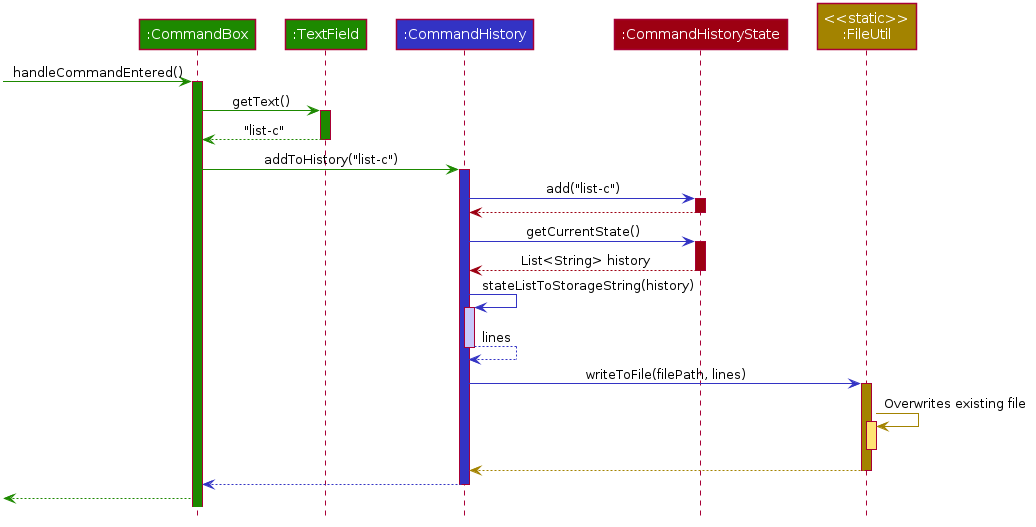 :CommandBox
:TextField
:CommandHistory
:CommandHistoryState
<<static>>
:FileUtil
handleCommandEntered()
getText()
"list-c"
addToHistory("list-c")
add("list-c")
getCurrentState()
List<String> history
stateListToStorageString(history)
lines
writeToFile(filePath, lines)
Overwrites existing file